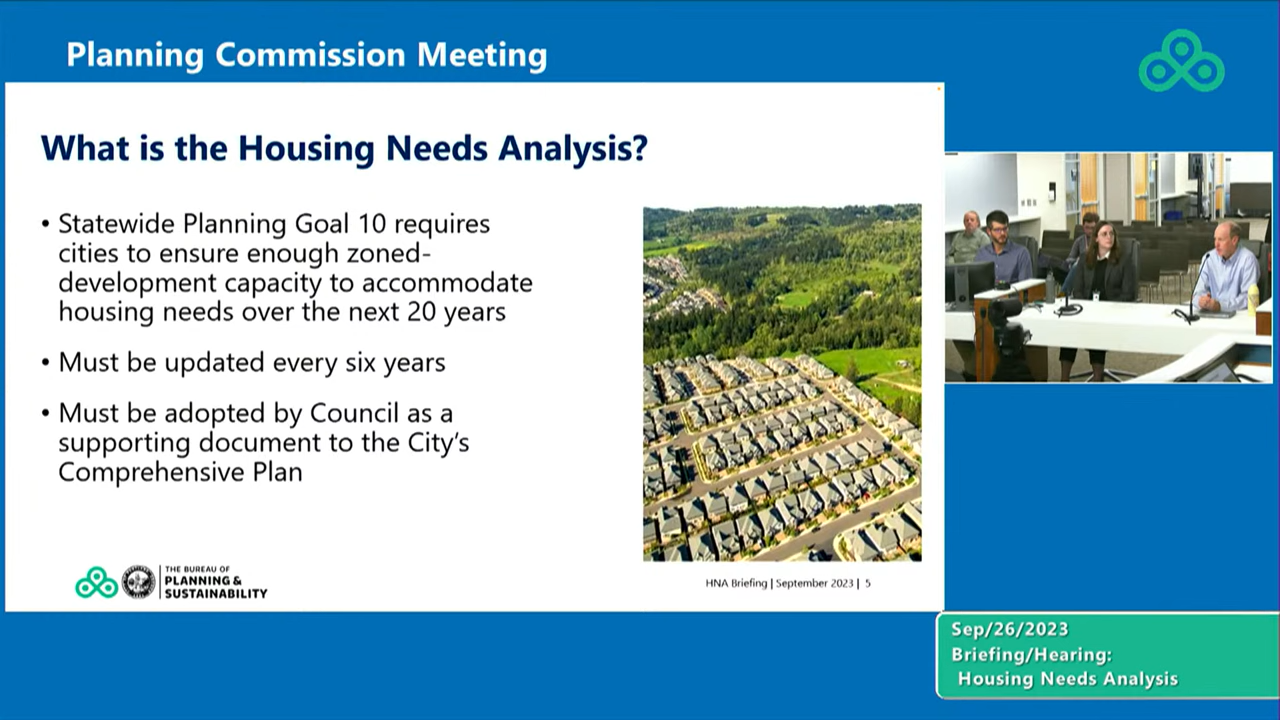 Planning Commission Meeting
What is the Housing Needs Analysis?
• Statewide Planning Goal 10 requires
cities to ensure enough zoned-
development capacity to accommodate
housing needs over the next 20 years
• Must be updated every six years
• Must be adopted by Council as a
supporting document to the City's
Comprehensive Plan
THE BUREAU OF
PLANNING &
SUSTAINABILITY
HNA Briefing | September 2023 | 5
Sep/26/2023
Briefing/Hearing:
Housing Needs Analysis